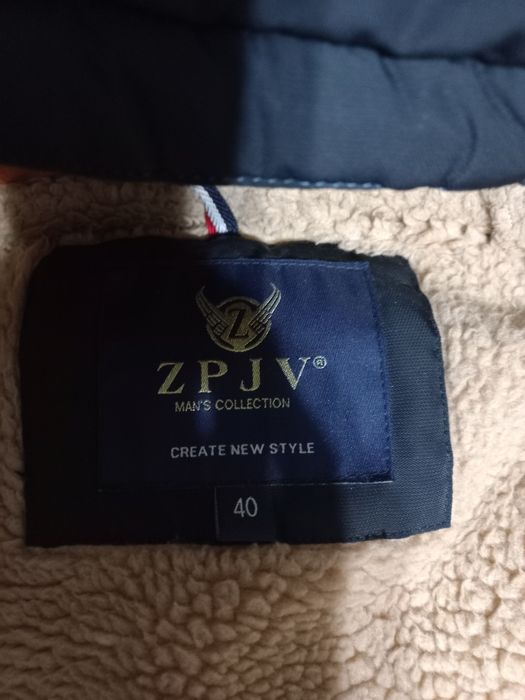 Z
ZPJV®
MAN'S COLLECTION
CREATE NEW STYLE
40